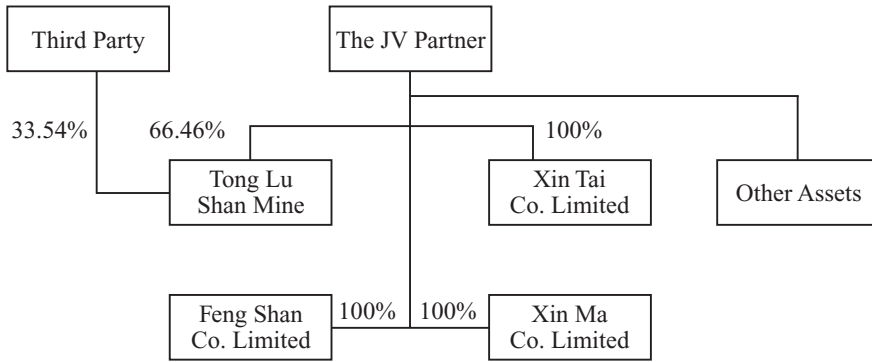 Third Party
The JV Partner
33.54%
66.46%
100%
Tong Lu
Shan Mine
Xin Tai
Co. Limited
Other Assets
Feng Shan
Co. Limited
100%
100%
Xin Ma
Co. Limited